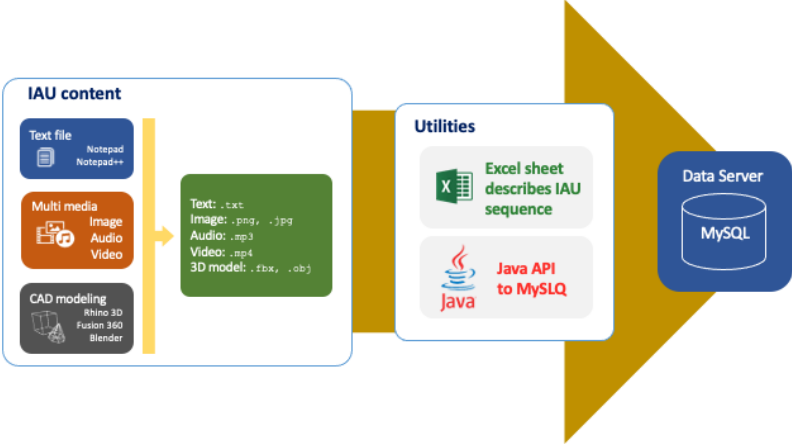 IAU content
Text file
Notepad
Notepad++
Multi media
Image
Audio
Video
CAD modeling
Rhino 3D
Fusion 360
Blender
Text: .txt
Image: .png, .jpg
Audio: .mp3
Video: .mp4
3D model: .fbx, .obj
Utilities
X
Excel sheet
describes IAU
sequence
Java
Java API
to MySLQ
Data Server
MySQL